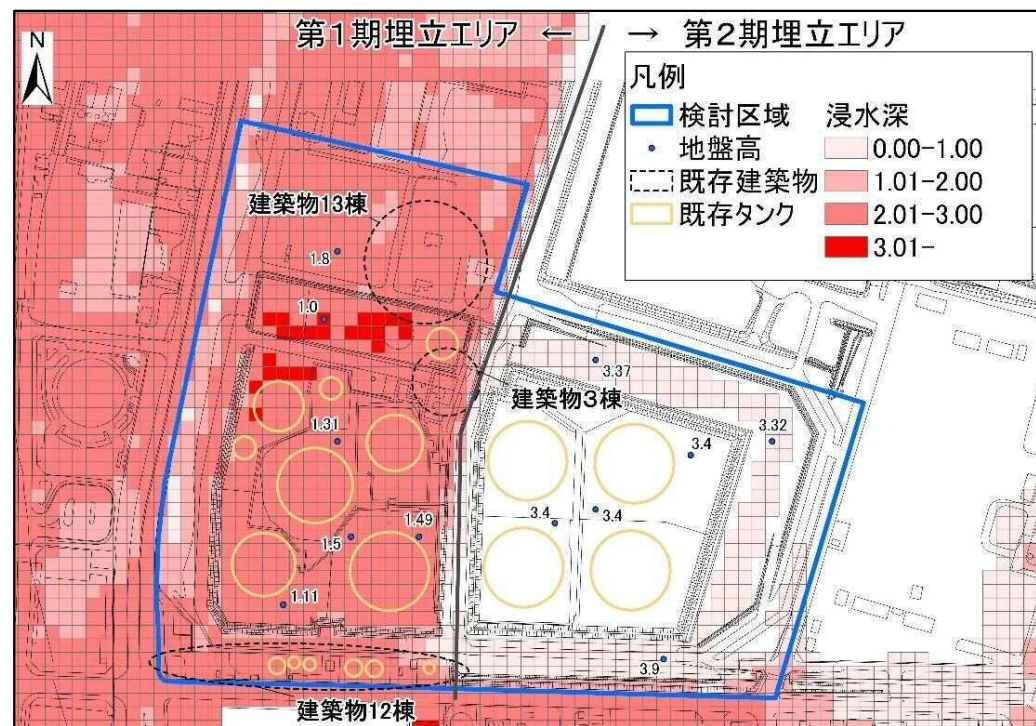 第1期埋立エリア ← → 第2期埋立エリア
N
凡例
検討区域
地盤高
既存建築物
既存タンク
浸水深
0.00-1.00
1.01-2.00
2.01-3.00
3.01-
建築物13棟
1.8
1.0
3.37
建築物3棟
1.31
3.32
3.4
3.4
3.4
1.49
1.5
1.11
3.9
建築物12棟